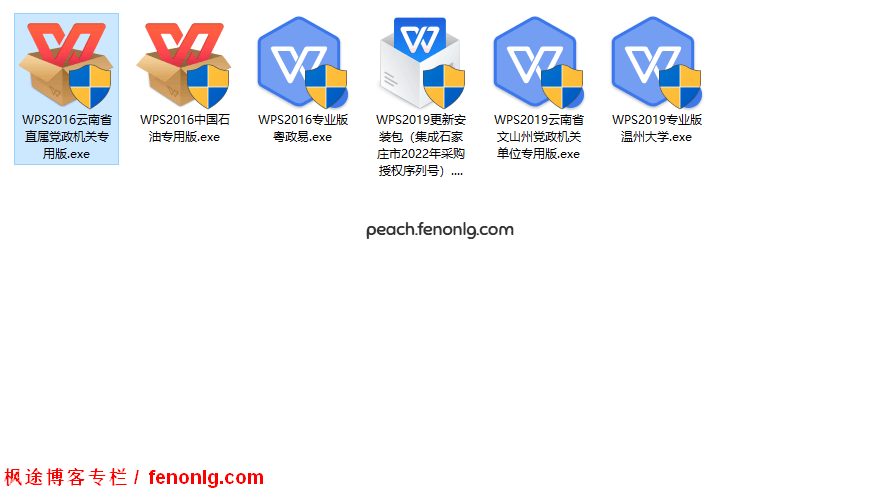 WPS2016云南省
直属党政机关专
用版.exe
WPS2016中国石
油专用版.exe
WPS2016专业版
粤政易.exe
WPS2019更新安
装包（集成石家
庄市2022年采购
授权序列号）....
WPS2019云南省
文山州党政机关
单位专用版.exe
WPS2019专业版
温州大学.exe
peach.fenonlg.com
枫途博客专栏 / fenonlg.com